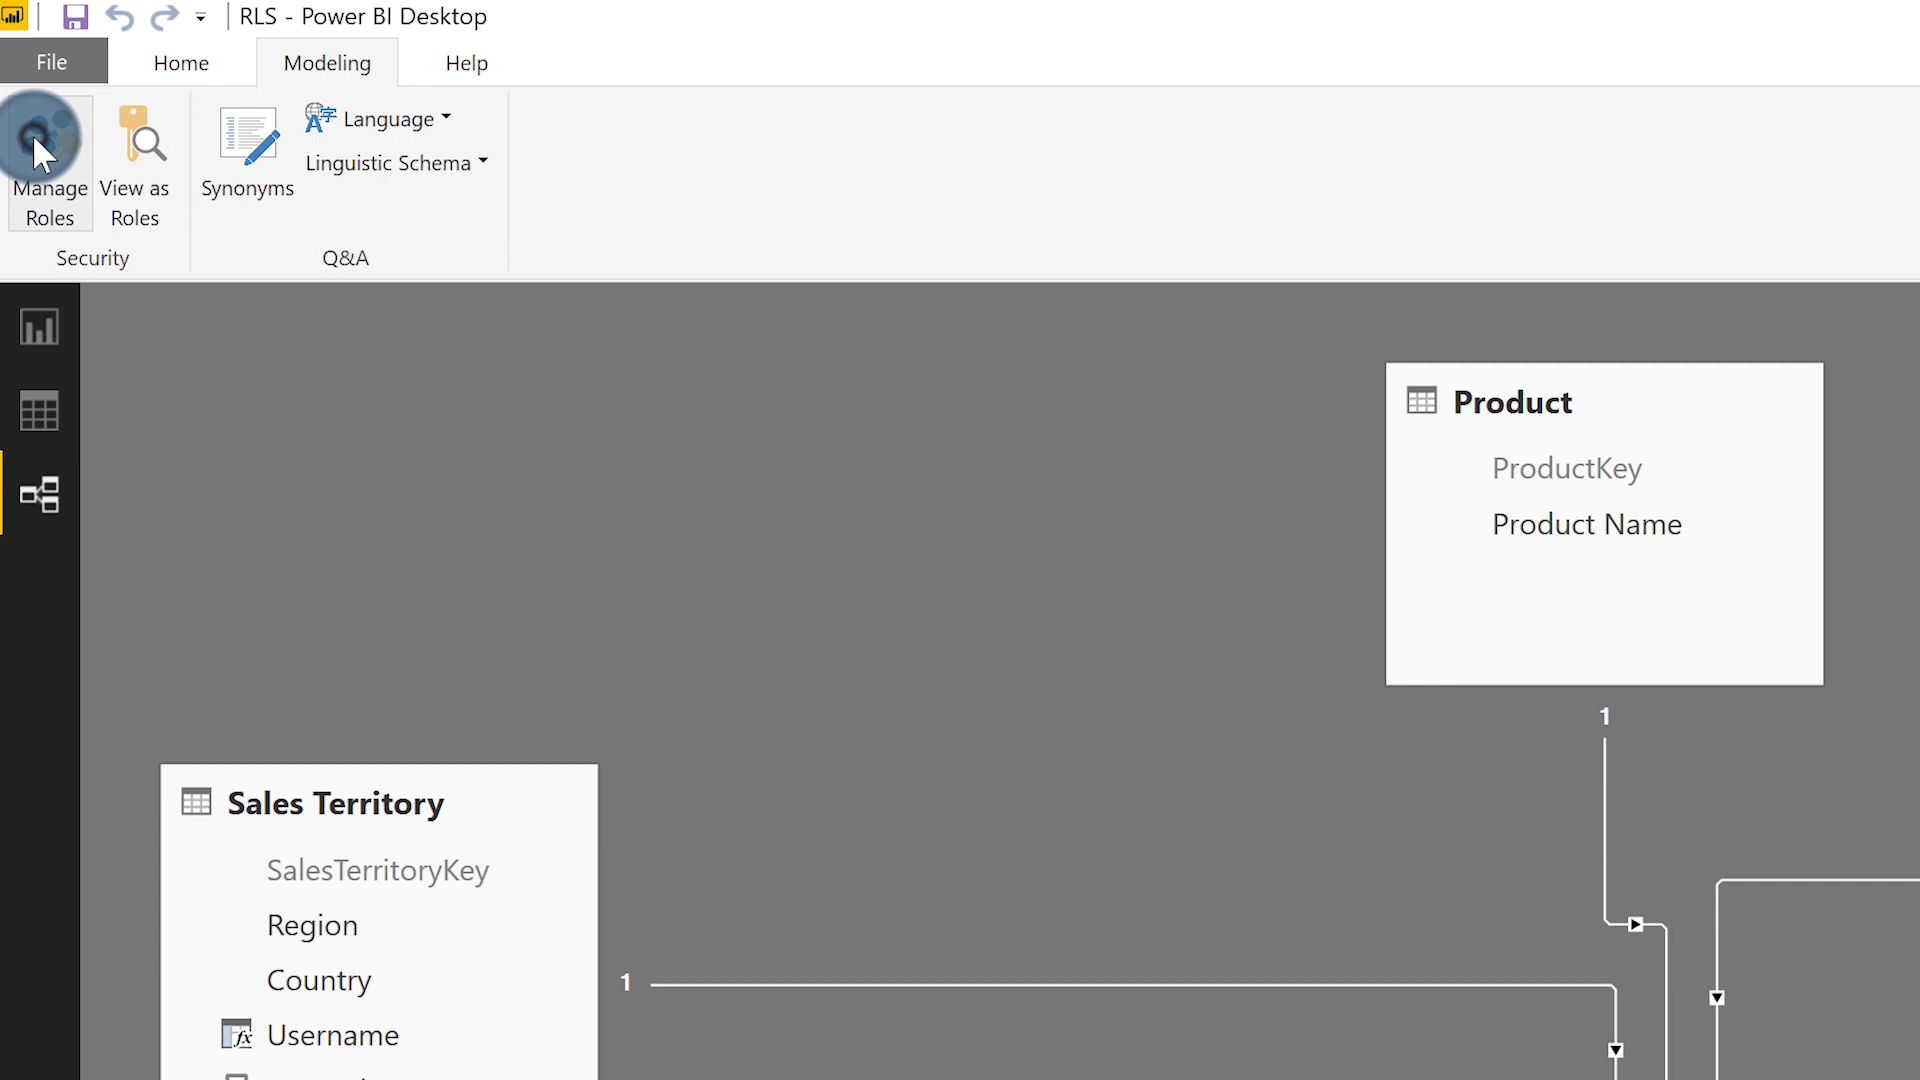 RLS - Power BI Desktop
File
Home
Modeling
Help
Manage
Roles
View as
Roles
Synonyms
Language
Linguistic Schema
Security
Q&A
Product
ProductKey
Product Name
1
Sales Territory
SalesTerritoryKey
Region
Country
1
Username